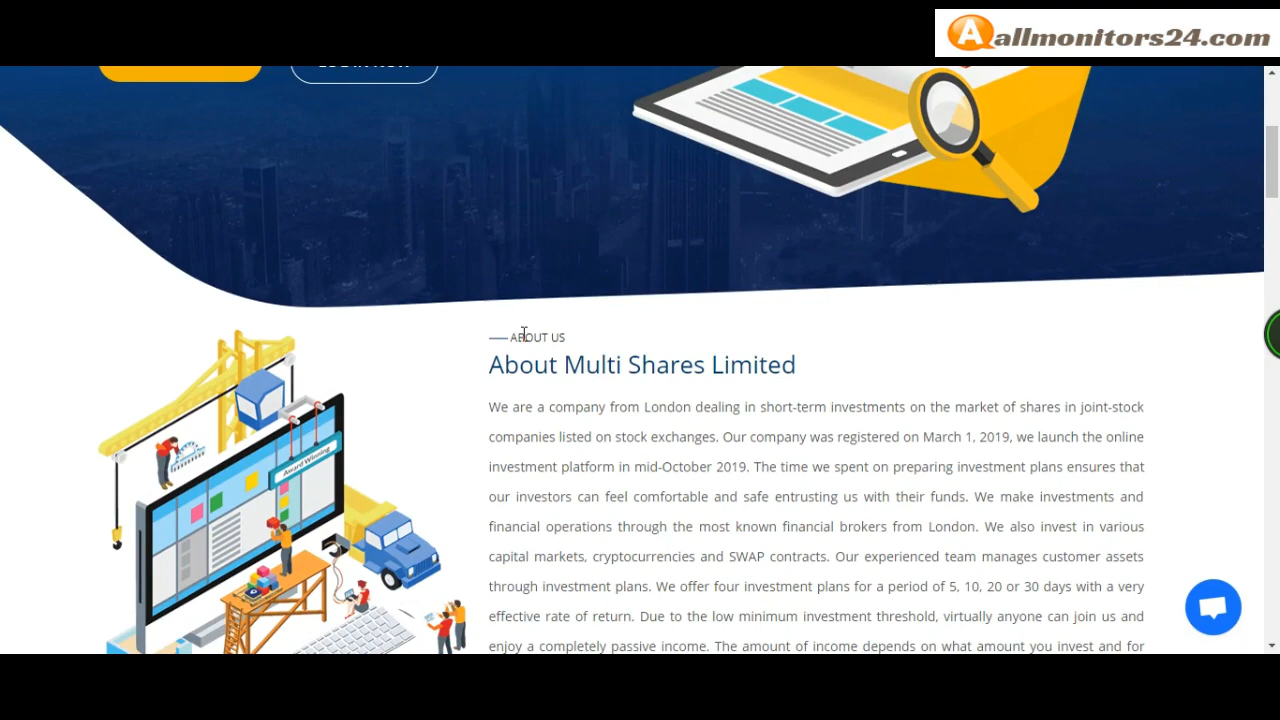 allmonitors24.com
ABOUT US
About Multi Shares Limited
We are a company from London dealing in short-term investments on the market of shares in joint-stock
companies listed on stock exchanges. Our company was registered on March 1, 2019, we launch the online
investment platform in mid-October 2019. The time we spent on preparing investment plans ensures that
our investors can feel comfortable and safe entrusting us with their funds. We make investments and
financial operations through the most known financial brokers from London. We also invest in various
capital markets, cryptocurrencies and SWAP contracts. Our experienced team manages customer assets
through investment plans. We offer four investment plans for a period of 5, 10, 20 or 30 days with a very
effective rate of return. Due to the low minimum investment threshold, virtually anyone can join us and
enjoy a completely passive income. The amount of income depends on what amount you invest and for
Award Winning